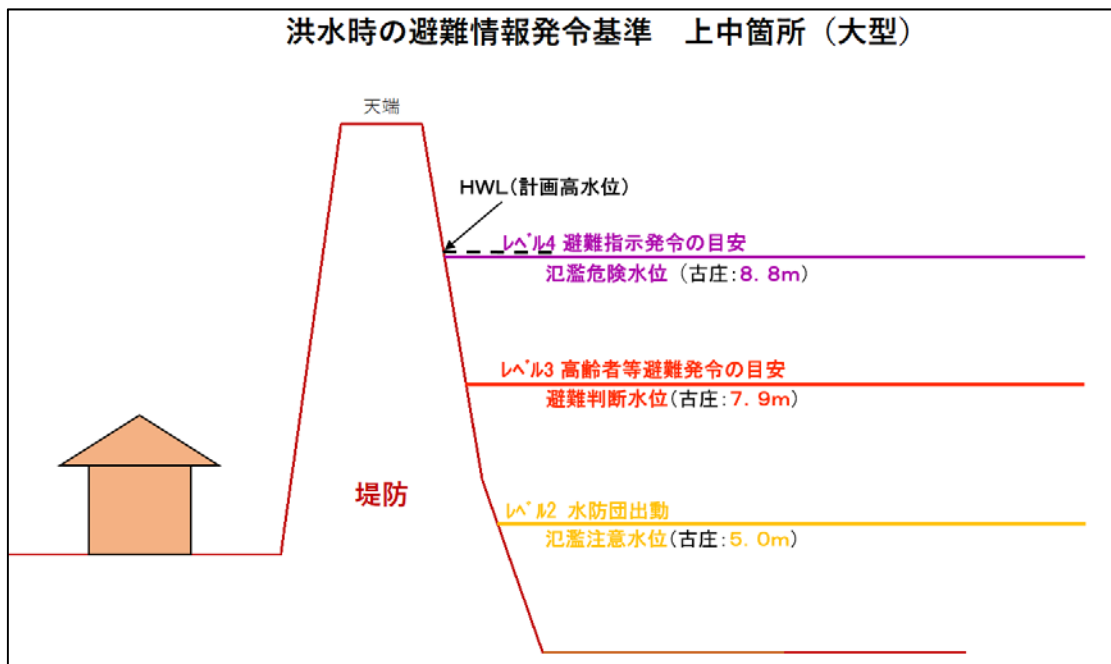 洪水時の避難情報発令基準　上中箇所（大型）
天端
HWL(計画高水位)
ﾚﾍﾞﾙ4 避難指示発令の目安
氾濫危険水位（古庄：8．8m）
ﾚﾍﾞﾙ3 高齢者等避難発令の目安
避難判断水位(古庄：7．9m)
堤防
ﾚﾍﾞﾙ2 水防団出動
氾濫注意水位(古庄：5．0m)